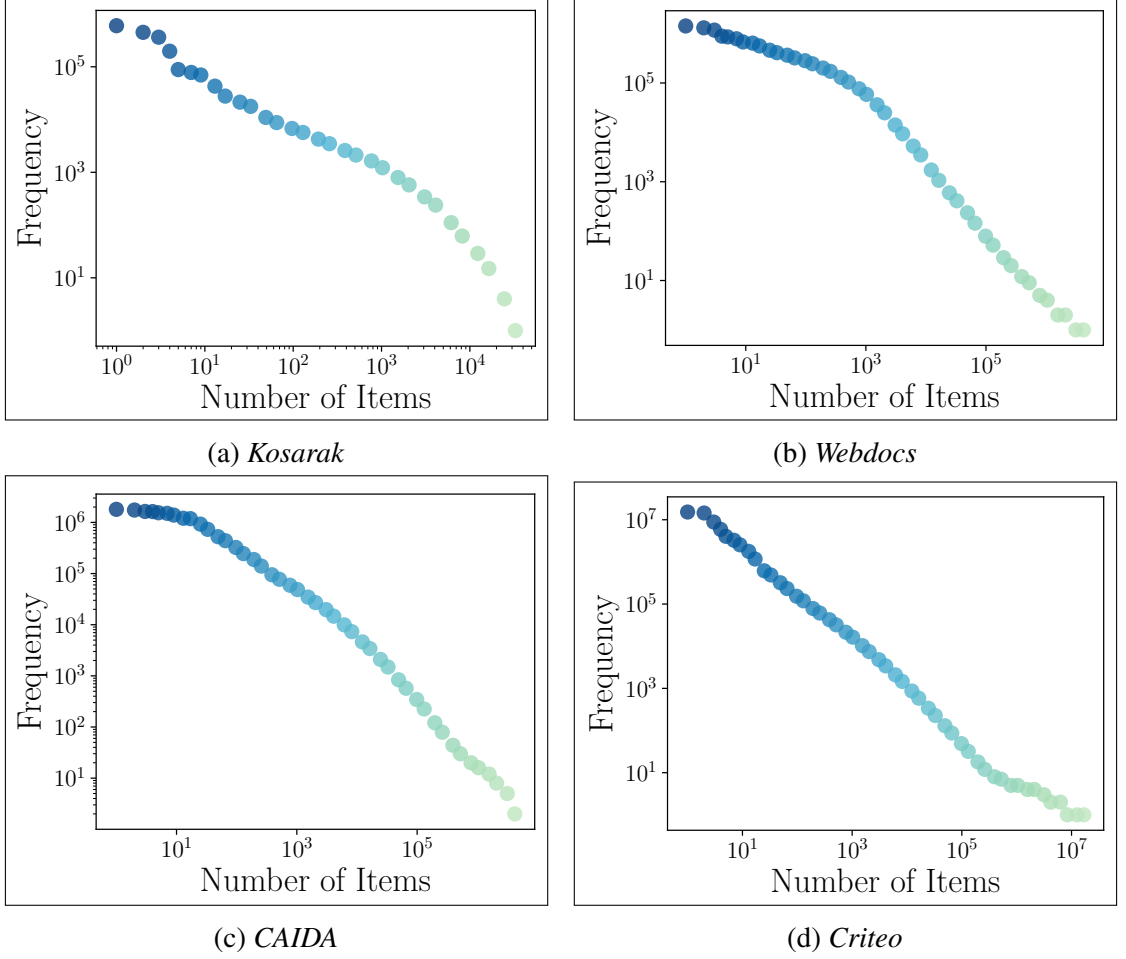 10^5
10^3
10^1
Frequency
10^0 10^1 10^2 10^3 10^4
Number of Items
(a) Kosarak
10^5
10^3
10^1
Frequency
10^1 10^3 10^5
Number of Items
(b) Webdocs
10^6
10^5
10^4
10^3
10^2
10^1
Frequency
10^1 10^3 10^5
Number of Items
(c) CAIDA
10^7
10^5
10^3
10^1
Frequency
10^1 10^3 10^5 10^7
Number of Items
(d) Criteo